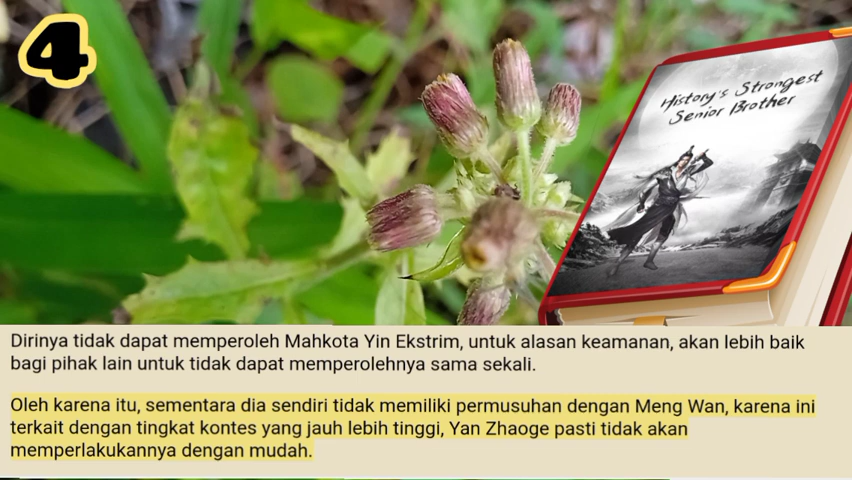 4
History's Strongest
Senior Brother
Dirinya tidak dapat memperoleh Mahkota Yin Ekstrim, untuk alasan keamanan, akan lebih baik
bagi pihak lain untuk tidak dapat memperolehnya sama sekali.
Oleh karena itu, sementara dia sendiri tidak memiliki permusuhan dengan Meng Wan, karena ini
terkait dengan tingkat kontes yang jauh lebih tinggi, Yan Zhaoge pasti tidak akan
memperlakukannya dengan mudah.